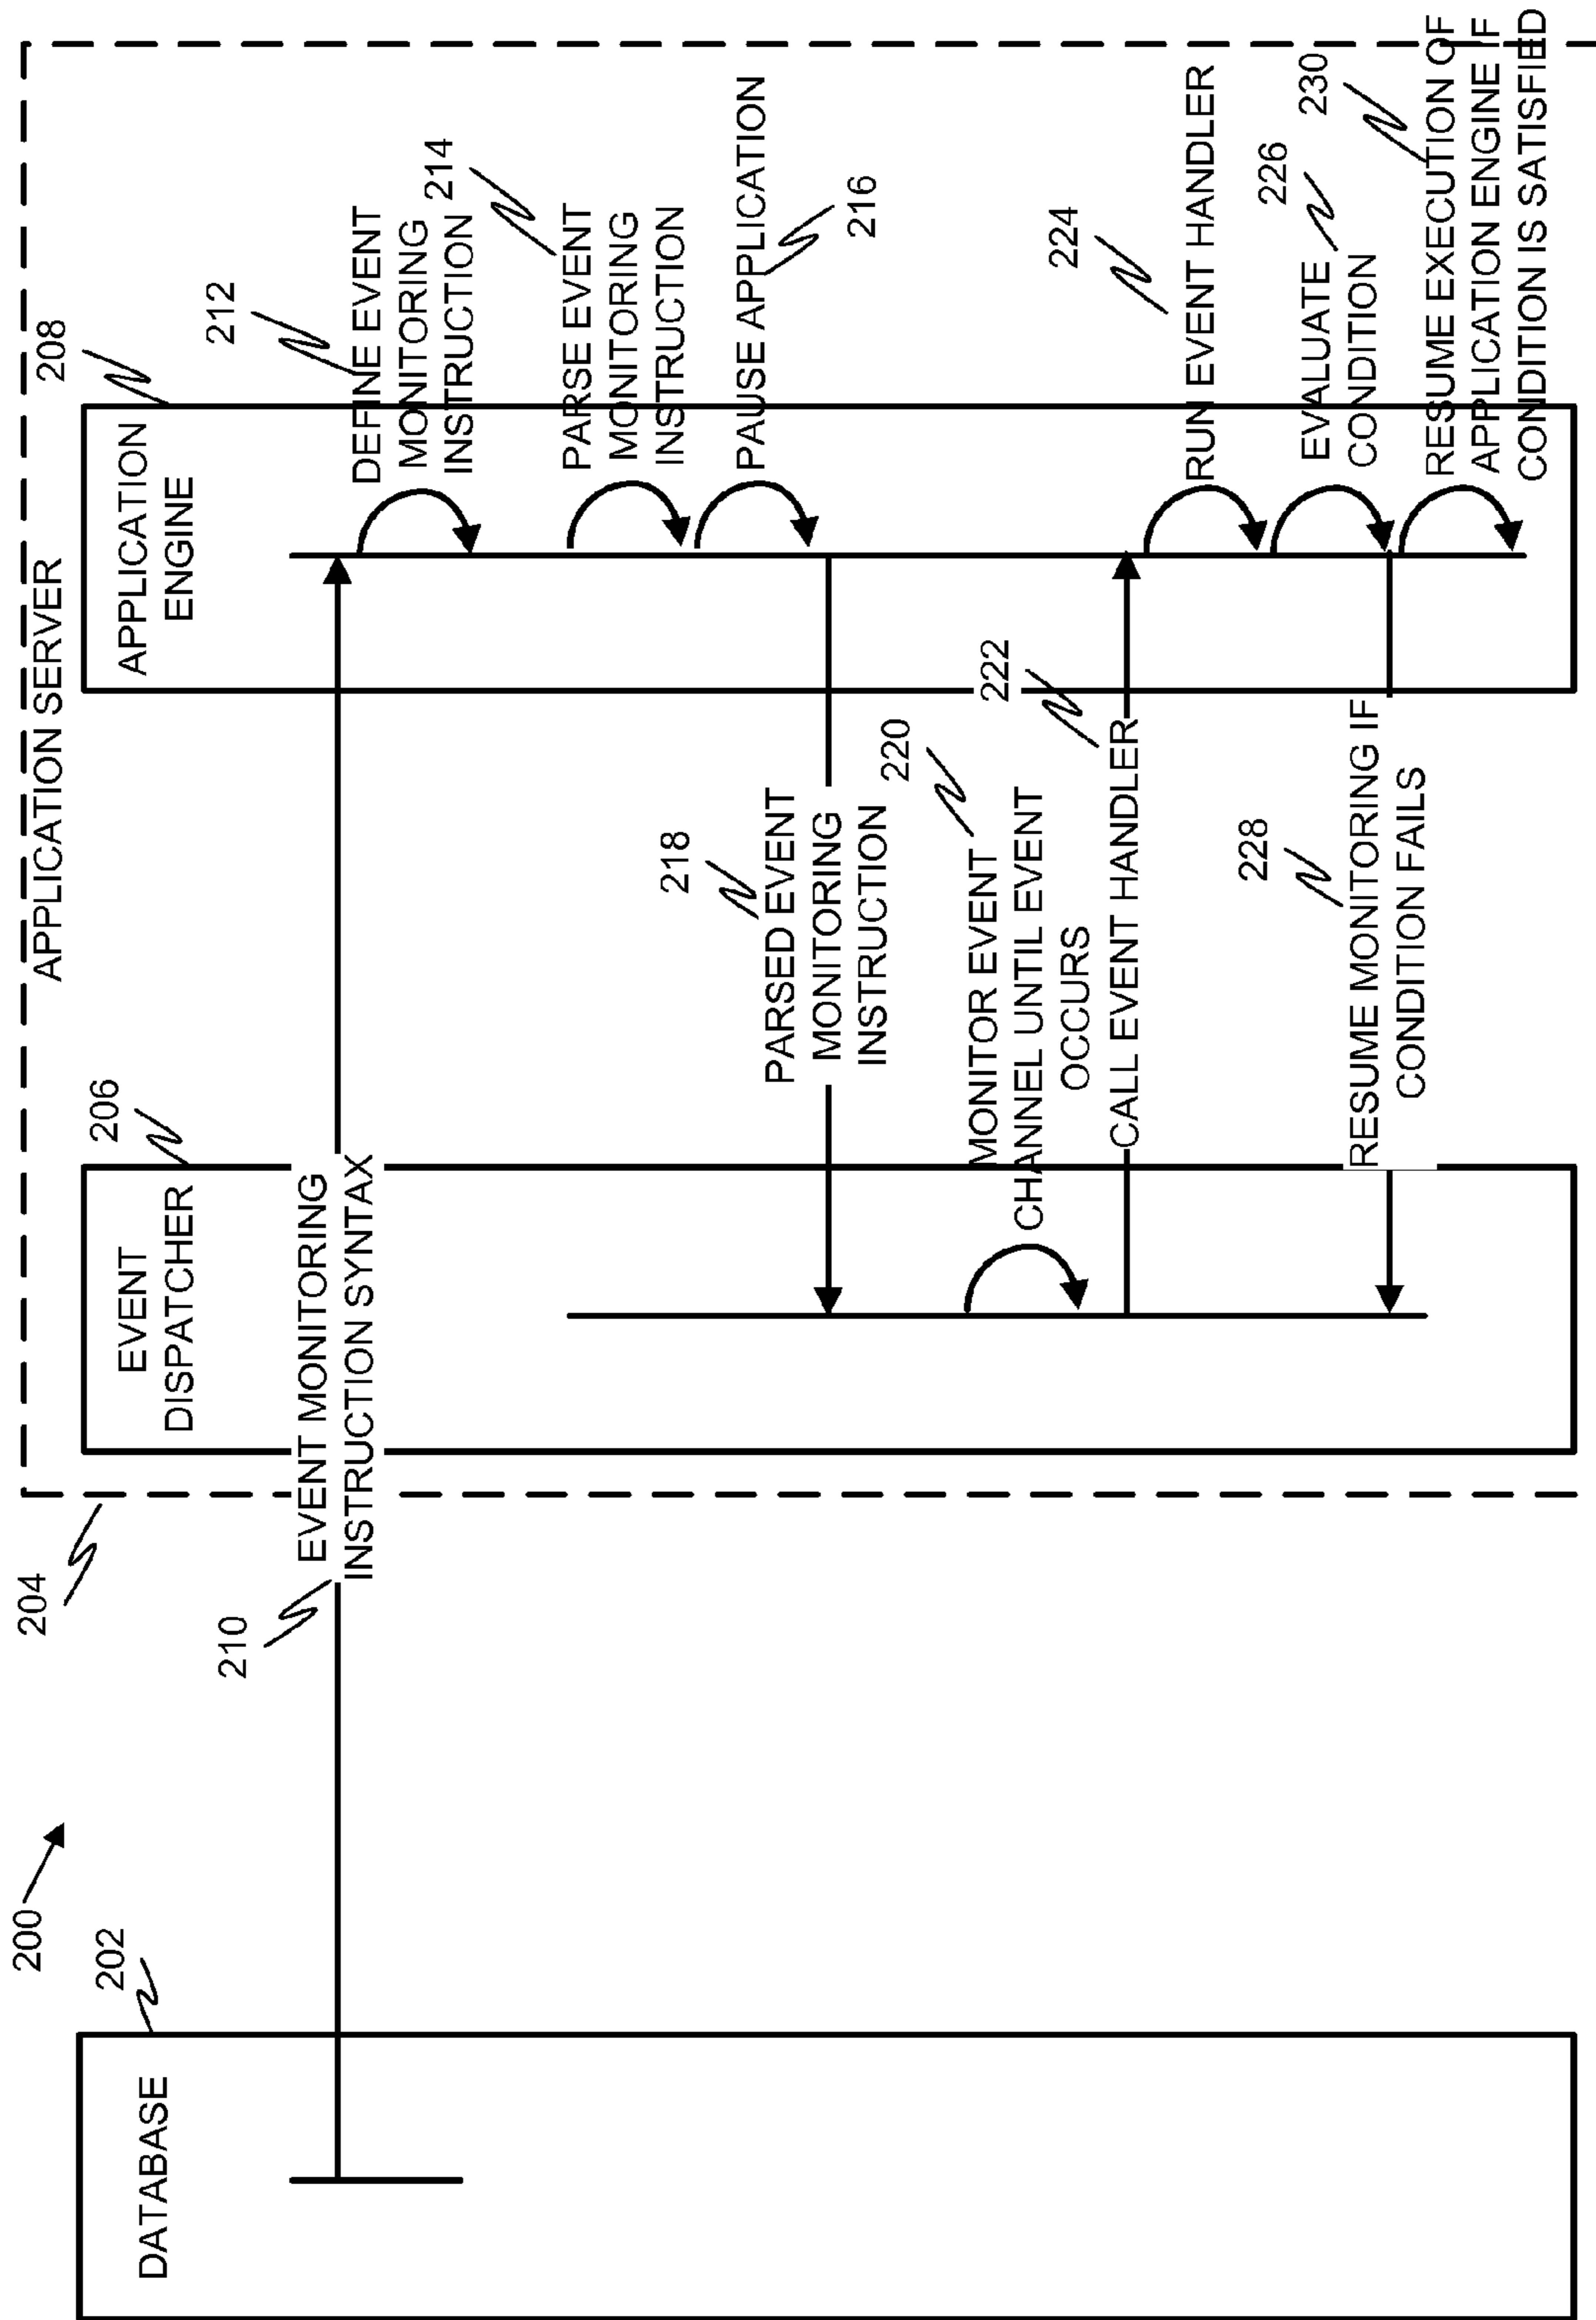 200
202
DATABASE
204
APPLICATION SERVER
206
EVENT
DISPATCHER
208
APPLICATION
ENGINE
210
EVENT MONITORING
INSTRUCTION SYNTAX
212
DEFINE EVENT
MONITORING
INSTRUCTION
214
PARSE EVENT
MONITORING
INSTRUCTION
PAUSE APPLICATION
216
218
PARSED EVENT
MONITORING
INSTRUCTION
220
MONITOR EVENT
CHANNEL UNTIL EVENT
OCCURS
222
CALL EVENT HANDLER
224
RUN EVENT HANDLER
226
EVALUATE
CONDITION
228
RESUME MONITORING IF
CONDITION FAILS
230
RESUME EXECUTION OF
APPLICATION ENGINE IF
CONDITION IS SATISFIED